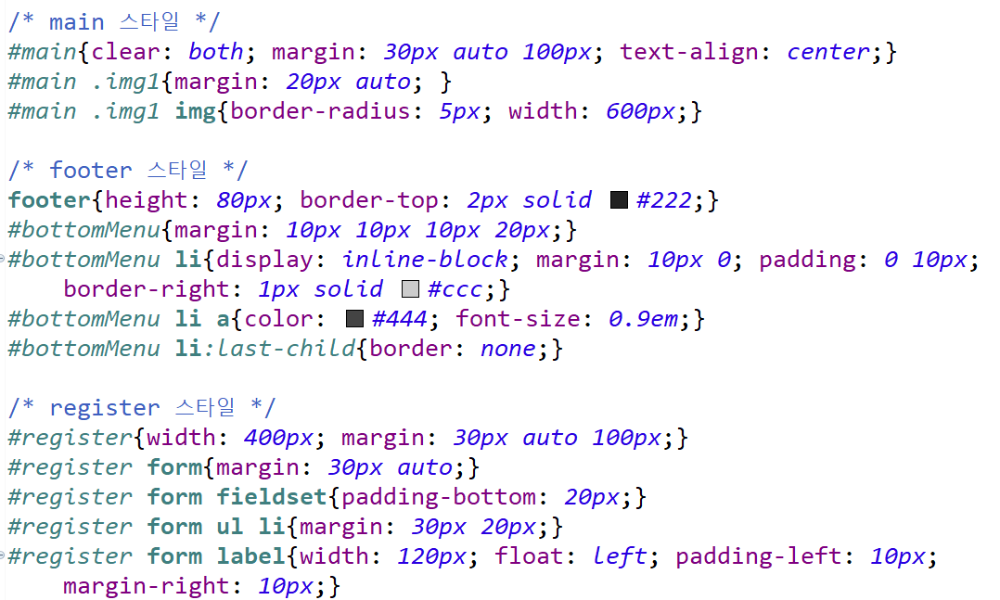 /* main 스타일 */
#main{clear: both; margin: 30px auto 100px; text-align: center;}
#main .img1{margin: 20px auto; }
#main .img1 img{border-radius: 5px; width: 600px;}
/* footer 스타일 */
footer{height: 80px; border-top: 2px solid #222;}
#bottomMenu{margin: 10px 10px 10px 20px;}
#bottomMenu li{display: inline-block; margin: 10px 0; padding: 0 10px;
border-right: 1px solid #ccc;}
#bottomMenu li a{color: #444; font-size: 0.9em;}
#bottomMenu li:last-child{border: none;}
/* register 스타일 */
#register{width: 400px; margin: 30px auto 100px;}
#register form{margin: 30px auto;}
#register form fieldset{padding-bottom: 20px;}
#register form ul li{margin: 30px 20px;}
#register form label{width: 120px; float: left; padding-left: 10px;
margin-right: 10px;}